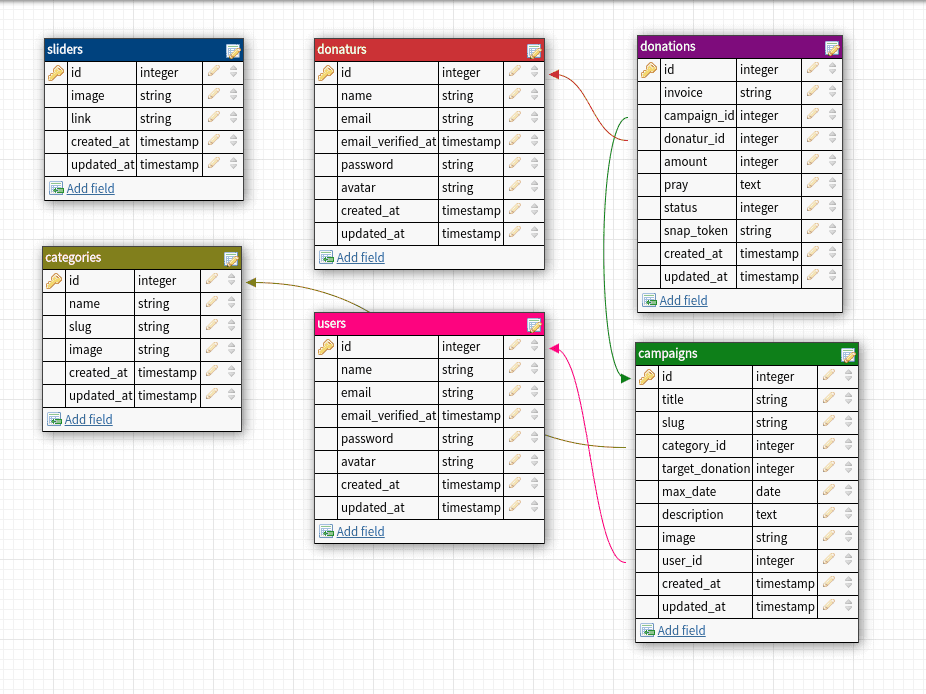 sliders
id integer
image string
link string
created_at timestamp
updated_at timestamp
Add field
donaturs
id integer
name string
email string
email_verified_at timestamp
password string
avatar string
created_at timestamp
updated_at timestamp
Add field
donations
id integer
invoice string
campaign_id integer
donatur_id integer
amount integer
pray text
status integer
snap_token string
created_at timestamp
updated_at timestamp
Add field
categories
id integer
name string
slug string
image string
created_at timestamp
updated_at timestamp
Add field
users
id integer
name string
email string
email_verified_at timestamp
password string
avatar string
created_at timestamp
updated_at timestamp
Add field
campaigns
id integer
title string
slug string
category_id integer
target_donation integer
max_date date
description text
image string
user_id integer
created_at timestamp
updated_at timestamp
Add field